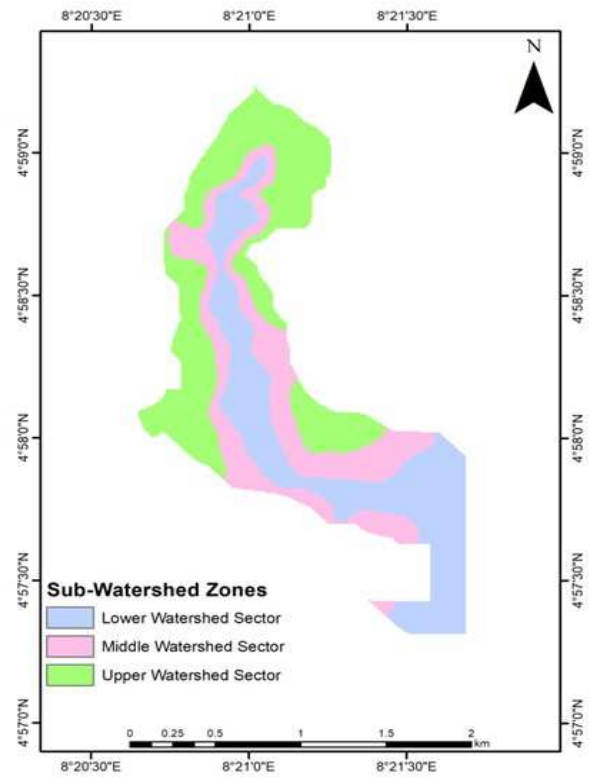 8°20'30"E 8°21'0"E 8°21'30"E
N
4°59'0"N 4°59'0"N
4°58'30"N 4°58'30"N
4°58'0"N 4°58'0"N
4°57'30"N 4°57'30"N
Sub-Watershed Zones
Lower Watershed Sector
Middle Watershed Sector
Upper Watershed Sector
4°57'0"N 4°57'0"N
0 0.25 0.5 1 1.5 2
km
8°20'30"E 8°21'0"E 8°21'30"E